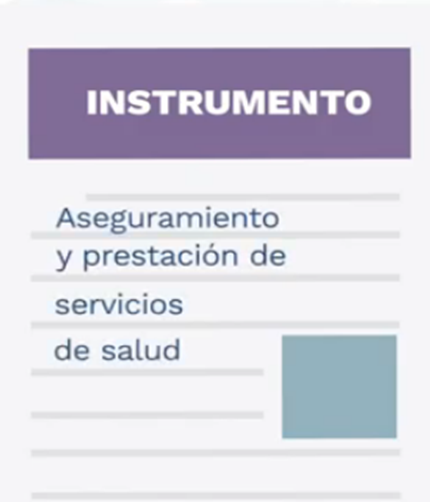 INSTRUMENTO
Aseguramiento
y prestación de
servicios
de salud